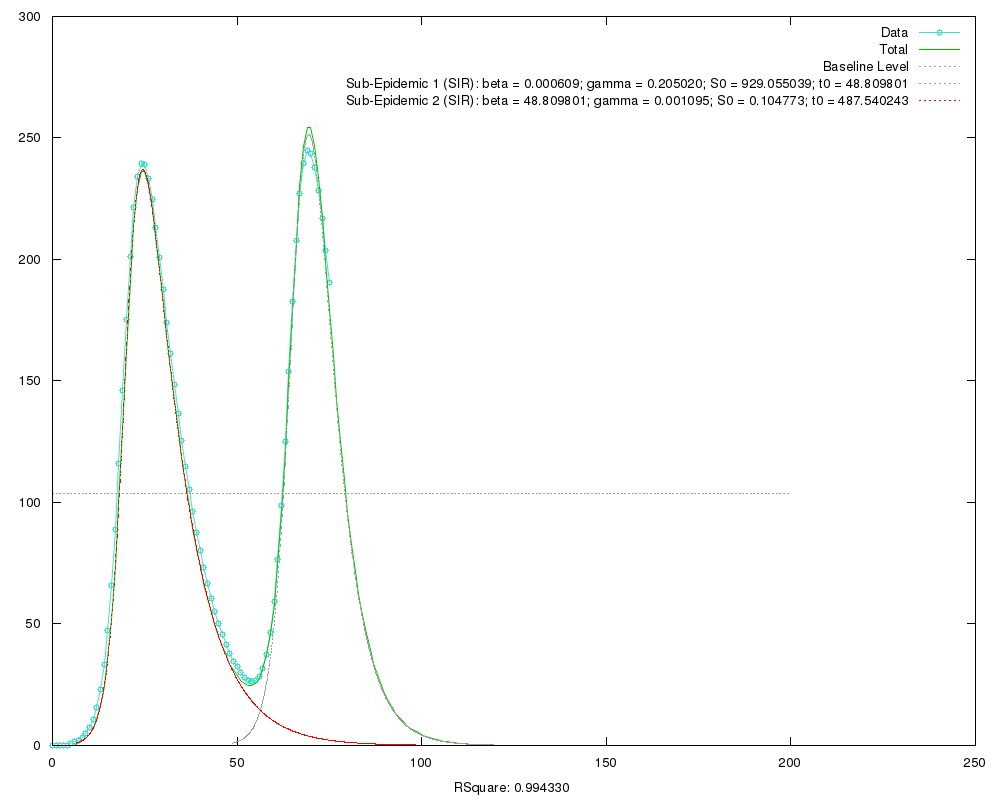 300
250
200
150
100
50
0
Data
Total
Baseline Level
Sub-Epidemic 1 (SIR): beta = 0.000609; gamma = 0.205020; S0 = 929.055039; t0 = 48.809801
Sub-Epidemic 2 (SIR): beta = 48.809801; gamma = 0.001095; S0 = 0.104773; t0 = 487.540243
0 50 100 150 200 250
RSquare: 0.994330